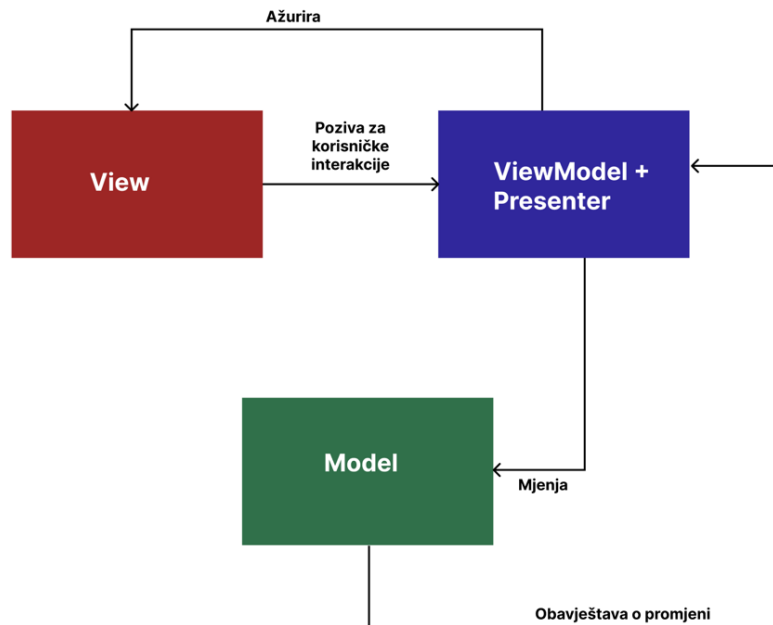 Ažurira
View
Poziva za
korisničke
interakcije
ViewModel +
Presenter
Model
Mjenja
Obavještava o promjeni